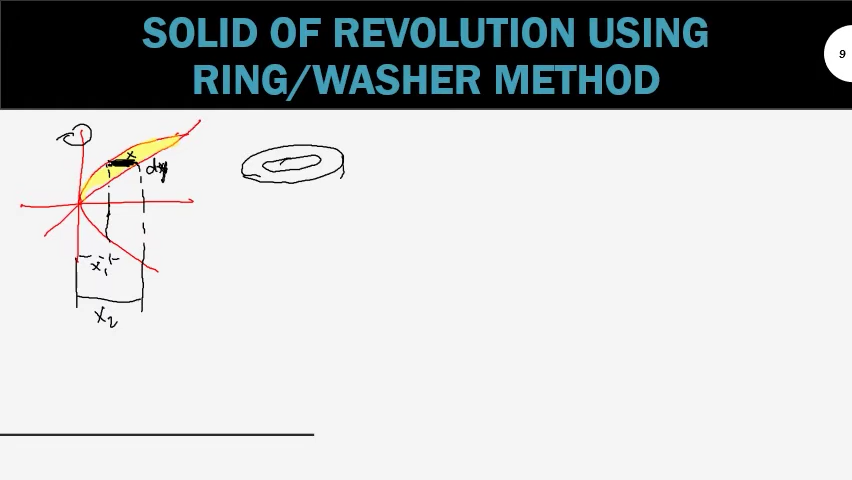 SOLID OF REVOLUTION USING
RING/WASHER METHOD
9
x
dy
x₁
x₂